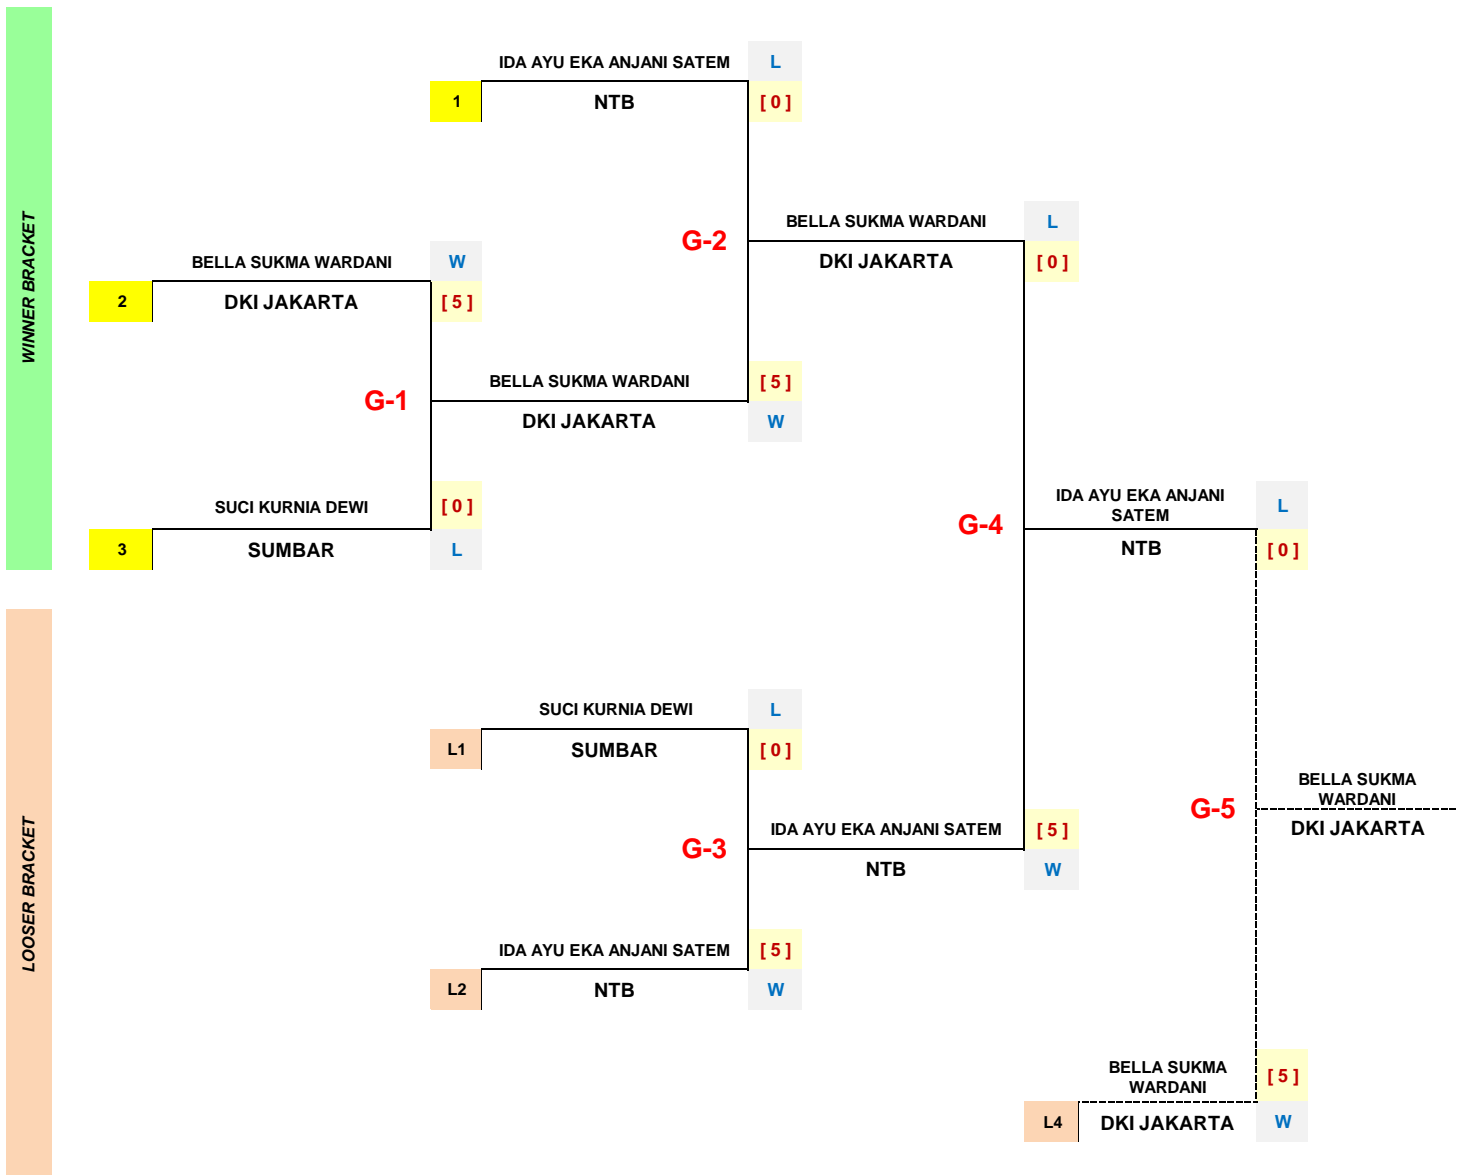 WINNER BRACKET
IDA AYU EKA ANJANI SATEM
L
1
NTB
[ 0 ]
G-2
BELLA SUKMA WARDANI
L
DKI JAKARTA
[ 0 ]
BELLA SUKMA WARDANI
W
2
DKI JAKARTA
[ 5 ]
G-1
BELLA SUKMA WARDANI
[ 5 ]
DKI JAKARTA
W
SUCI KURNIA DEWI
[ 0 ]
3
SUMBAR
L
G-4
IDA AYU EKA ANJANI
SATEM
L
NTB
[ 0 ]
LOOSER BRACKET
SUCI KURNIA DEWI
L
L1
SUMBAR
[ 0 ]
G-3
IDA AYU EKA ANJANI SATEM
[ 5 ]
NTB
W
IDA AYU EKA ANJANI SATEM
[ 5 ]
L2
NTB
W
G-5
BELLA SUKMA
WARDANI
DKI JAKARTA
BELLA SUKMA
WARDANI
[ 5 ]
L4
DKI JAKARTA
W